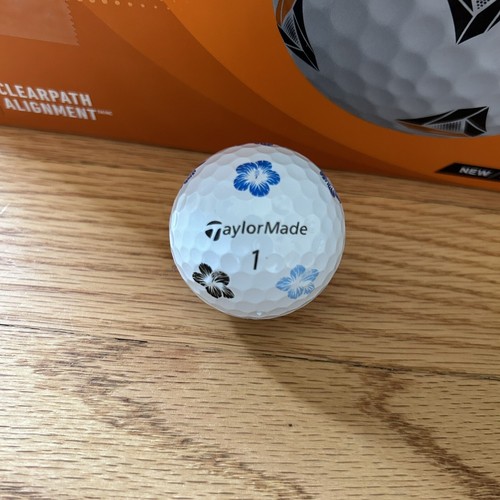 CLEARPATH
ALIGNMENT
NEW
TaylorMade
1